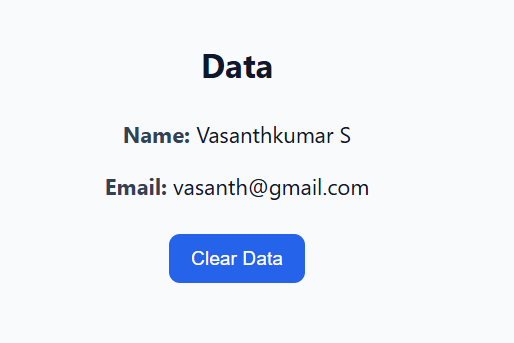 Data
Name: Vasanthkumar S
Email: vasanth@gmail.com
Clear Data